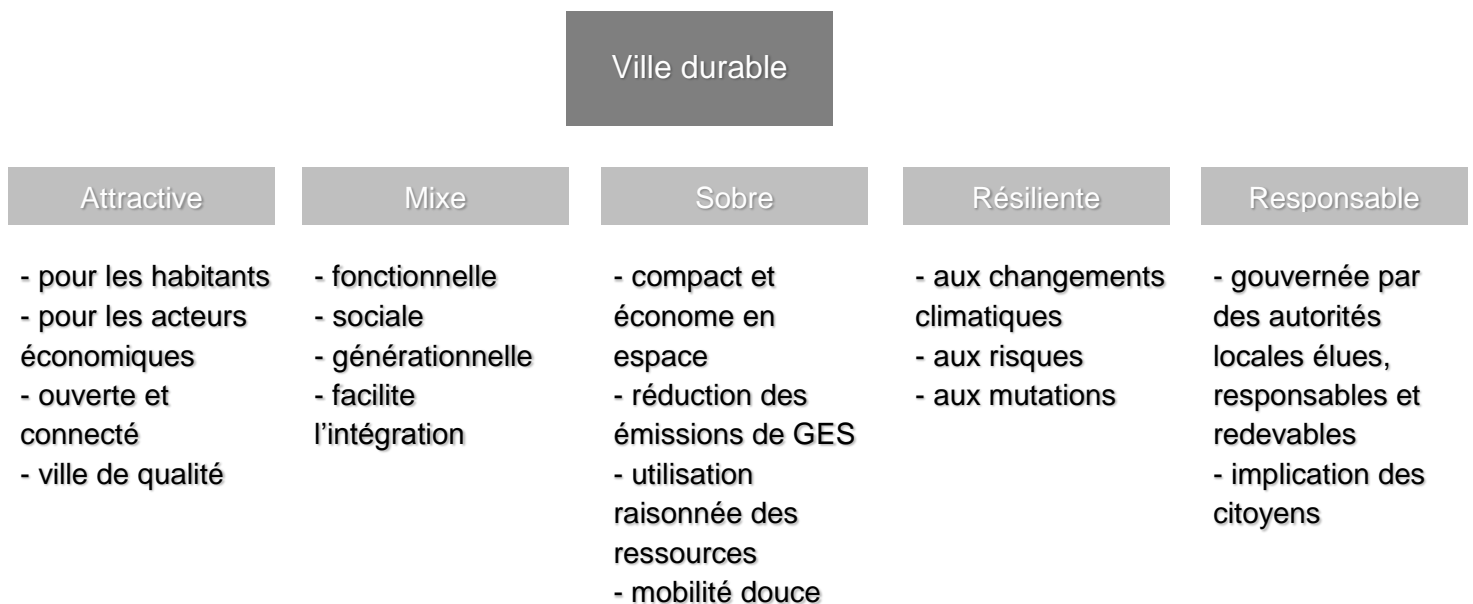 Ville durable
Attractive
- pour les habitants
- pour les acteurs
économiques
- ouverte et
connecté
- ville de qualité
Mixe
- fonctionnelle
- sociale
- générationnelle
- facilite
l’intégration
Sobre
- compact et
économe en
espace
- réduction des
émissions de GES
- utilisation
raisonnée des
ressources
- mobilité douce
Résiliente
- aux changements
climatiques
- aux risques
- aux mutations
Responsable
- gouvernée par
des autorités
locales élues,
responsables et
redevables
- implication des
citoyens